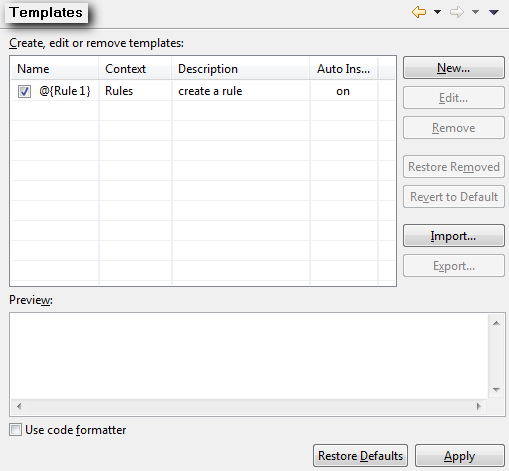 Templates
Create, edit or remove templates:
Name Context Description Auto Ins...
@{Rule 1} Rules create a rule on
New...
Edit...
Remove
Restore Removed
Revert to Default
Import...
Export...
Preview:
Use code formatter
Restore Defaults Apply